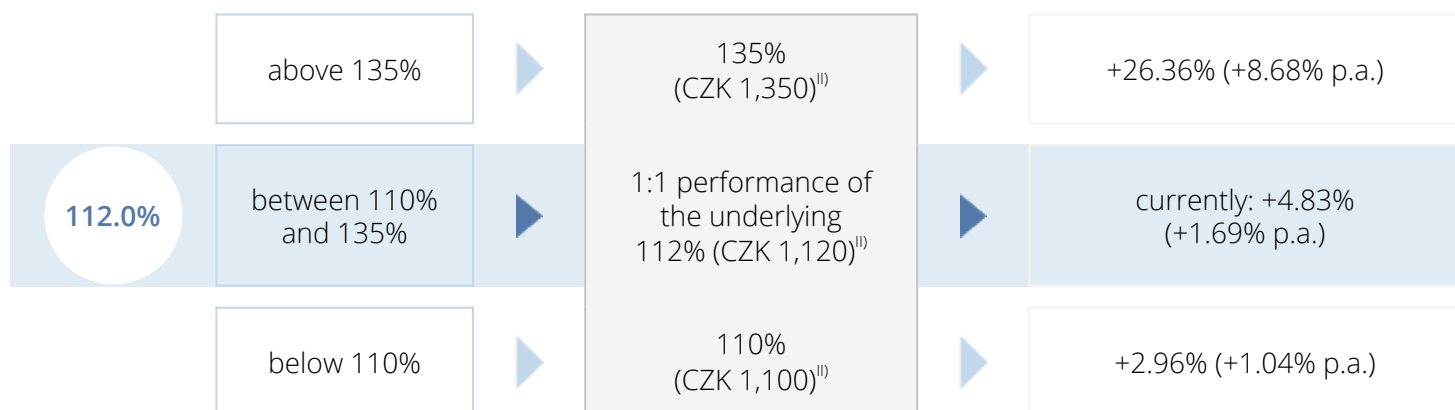 above 135%
135%
(CZK 1,350)II)
+26.36% (+8.68% p.a.)
112.0%
between 110%
and 135%
1:1 performance of
the underlying
112% (CZK 1,120)II)
currently: +4.83%
(+1.69% p.a.)
below 110%
110%
(CZK 1,100)II)
+2.96% (+1.04% p.a.)